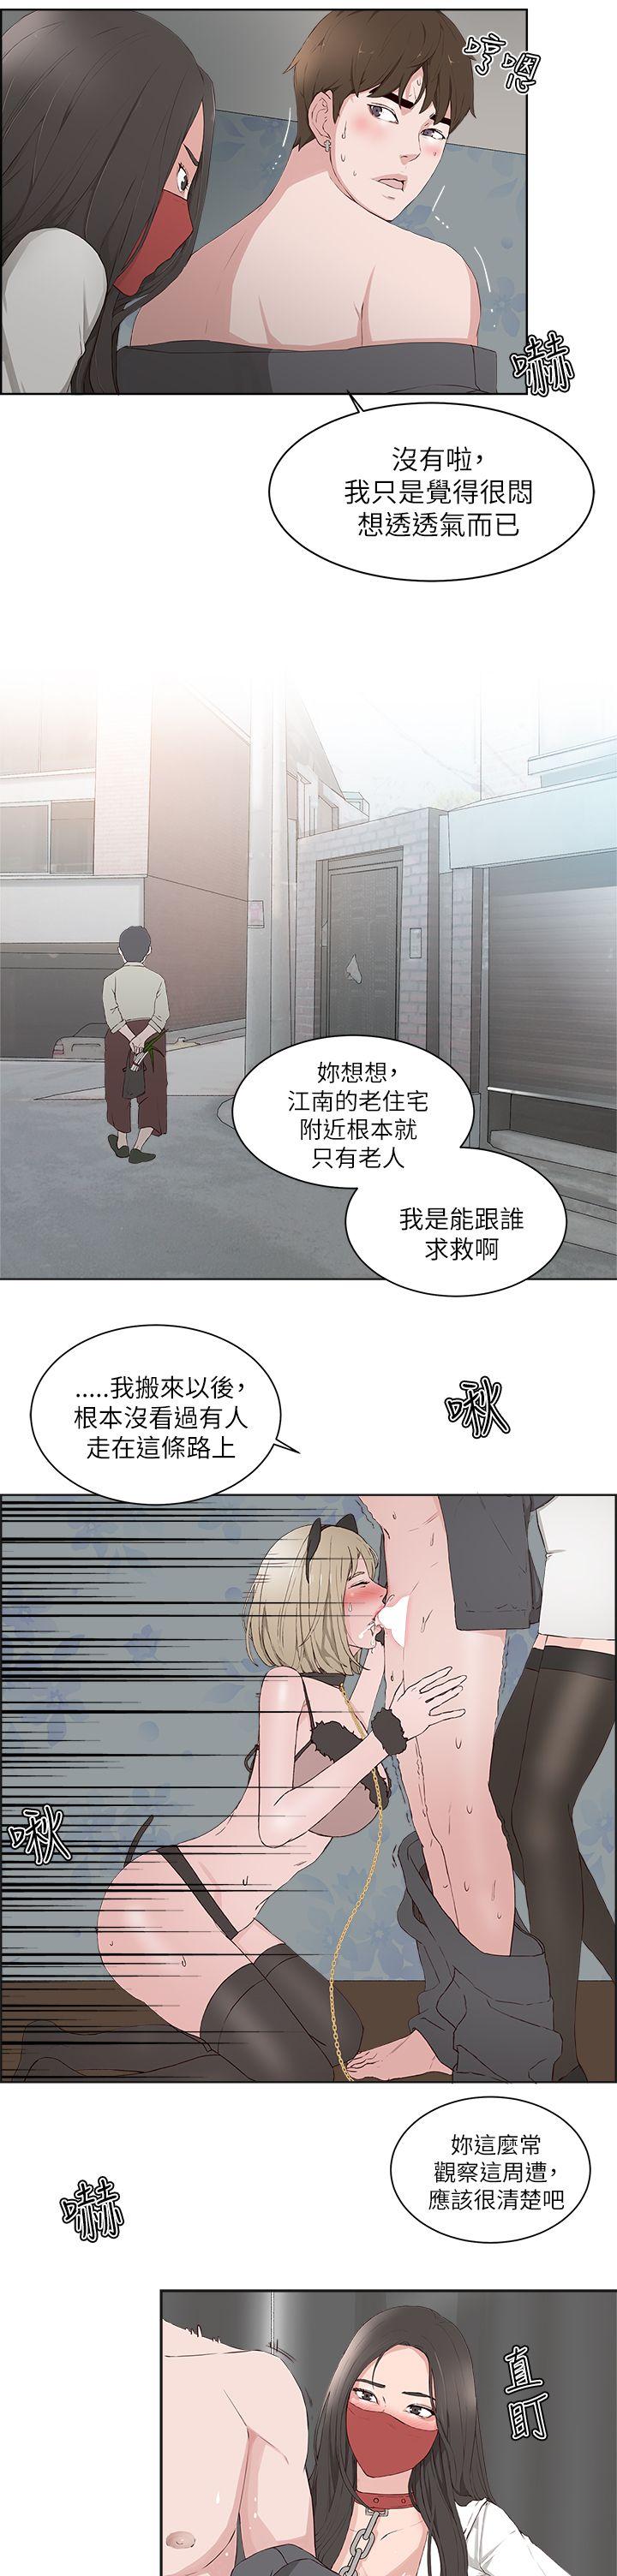 哼嗯
嚇
沒有啦，
我只是覺得很悶
想透透氣而已
妳想想，
江南的老住宅
附近根本就
只有老人
我是能跟誰
求救啊
.....我搬來以後，
根本沒看過有人
走在這條路上
啾
啾
妳這麼常
觀察這周遭，
應該很清楚吧
嚇
直盯